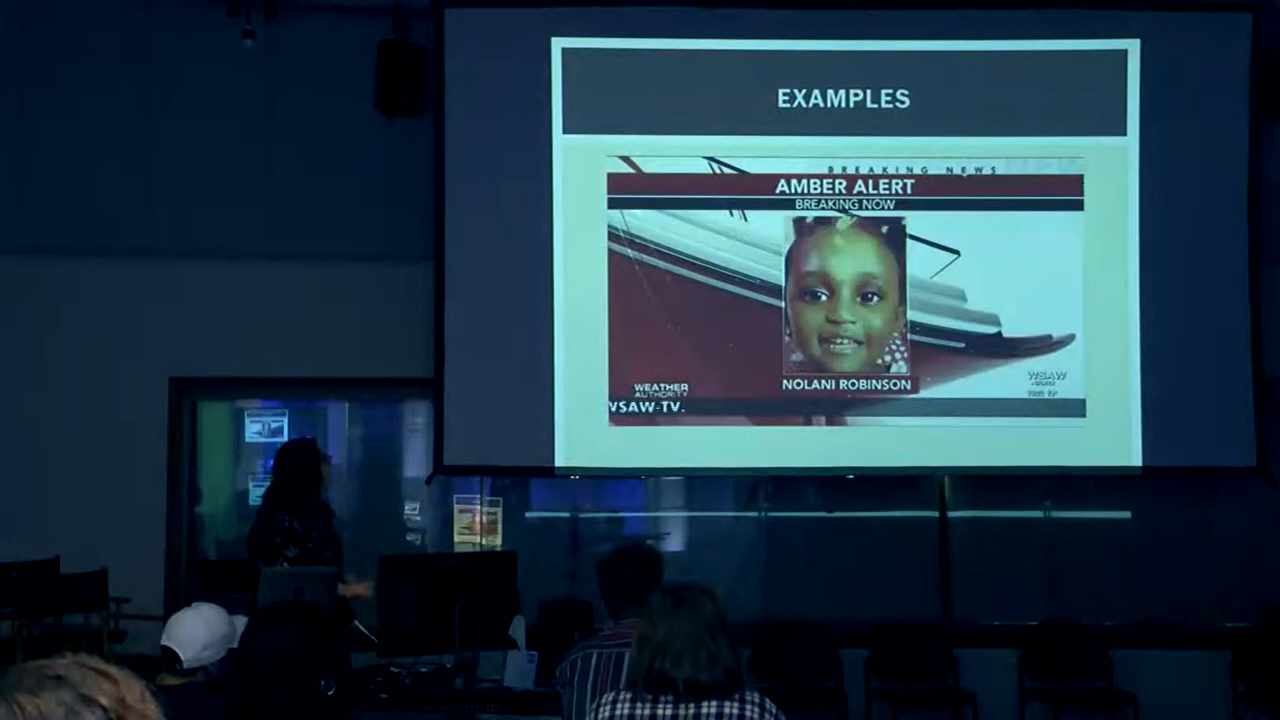 EXAMPLES
BREAKING NEWS
AMBER ALERT
BREAKING NOW
NOLANI ROBINSON
WEATHER
AUTHORITY
WSAW-TV.
WSAW